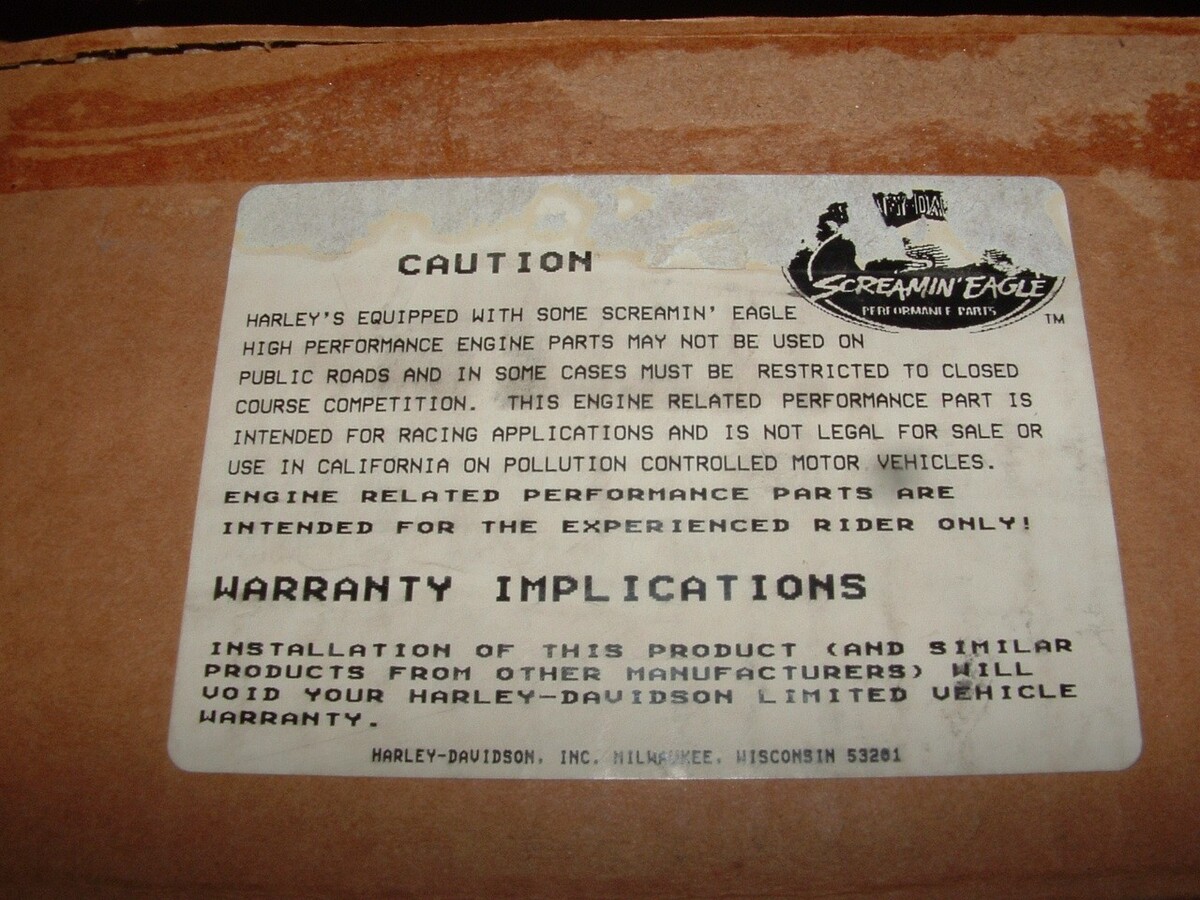 CAUTION
SCREAMIN' EAGLE
PERFORMANCE PARTS
TM
HARLEY'S EQUIPPED WITH SOME SCREAMIN' EAGLE
HIGH PERFORMANCE ENGINE PARTS MAY NOT BE USED ON
PUBLIC ROADS AND IN SOME CASES MUST BE RESTRICTED TO CLOSED
COURSE COMPETITION. THIS ENGINE RELATED PERFORMANCE PART IS
INTENDED FOR RACING APPLICATIONS AND IS NOT LEGAL FOR SALE OR
USE IN CALIFORNIA ON POLLUTION CONTROLLED MOTOR VEHICLES.
ENGINE RELATED PERFORMANCE PARTS ARE
INTENDED FOR THE EXPERIENCED RIDER ONLY!
WARRANTY IMPLICATIONS
INSTALLATION OF THIS PRODUCT (AND SIMILAR
PRODUCTS FROM OTHER MANUFACTURERS) WILL
VOID YOUR HARLEY-DAVIDSON LIMITED VEHICLE
WARRANTY.
HARLEY-DAVIDSON, INC. MILWAUKEE, WISCONSIN 53201